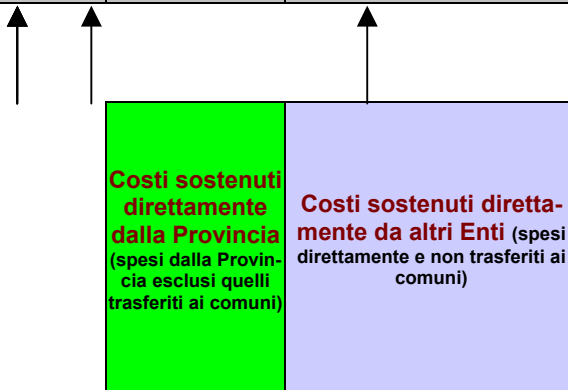 Costi sostenuti
direttamente
dalla Provincia
(spesi dalla Provin-
cia esclusi quelli
trasferiti ai comuni)
Costi sostenuti diretta-
mente da altri Enti (spesi
direttamente e non trasferiti ai
comuni)